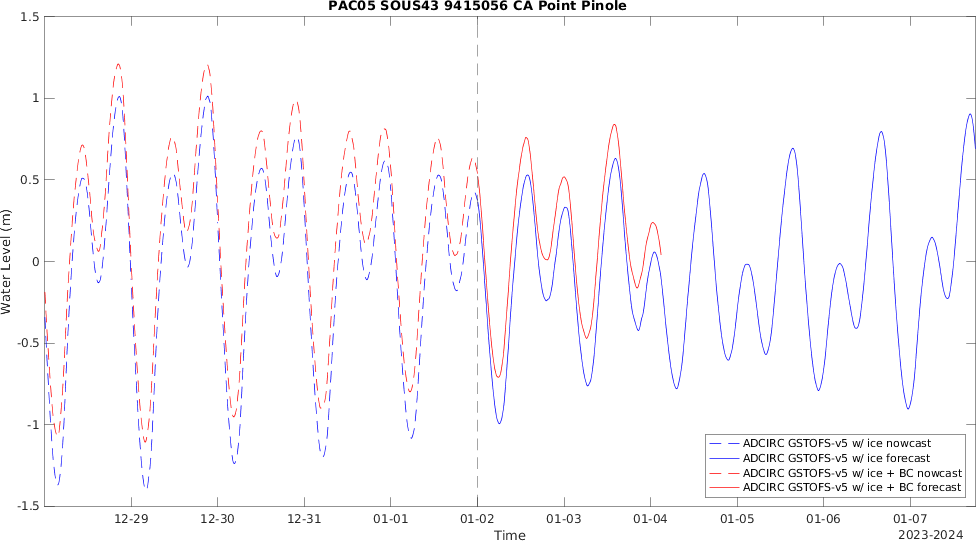 PAC05 SOUS43 9415056 CA Point Pinole
1.5
1
0.5
0
-0.5
-1
-1.5
Water Level (m)
12-29
12-30
12-31
01-01
01-02
01-03
01-04
01-05
01-06
01-07
Time
2023-2024
ADCIRC GSTOFS-v5 w/ ice nowcast
ADCIRC GSTOFS-v5 w/ ice forecast
ADCIRC GSTOFS-v5 w/ ice + BC nowcast
ADCIRC GSTOFS-v5 w/ ice + BC forecast